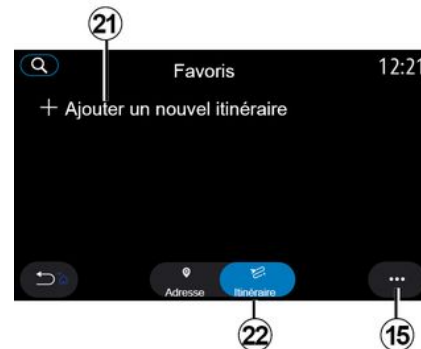 21
Favoris
12:21
+ Ajouter un nouvel itinéraire
Adresse
Itinéraire
...
22
15